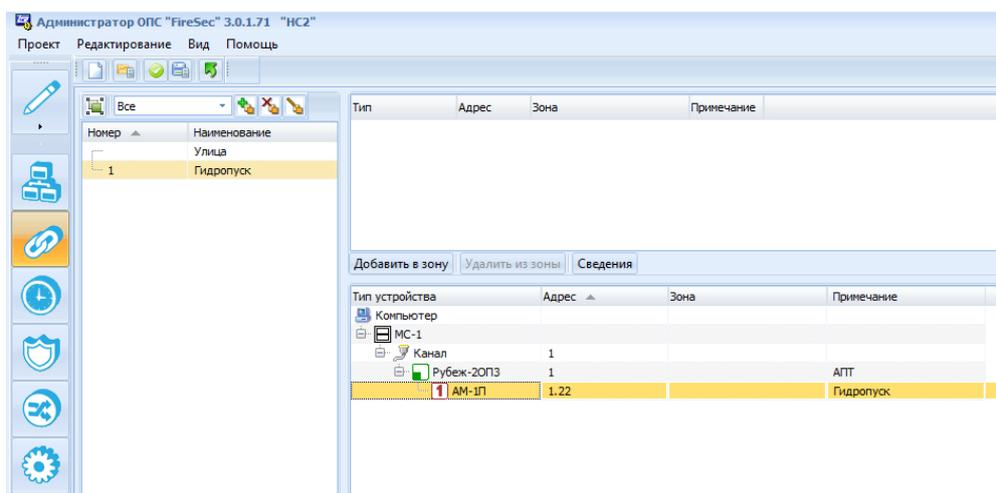 Администратор ОПС "FireSec" 3.0.1.71 "НС2"
Проект Редактирование Вид Помощь
Все
Номер Наименование
Улица
1 Гидропуск
Тип Адрес Зона Примечание
Добавить в зону Удалить из зоны Сведения
Тип устройства Адрес Зона Примечание
Компьютер
МС-1
Канал 1
Рубеж-2ОП3 1 АПТ
1 АМ-1П 1.22 Гидропуск